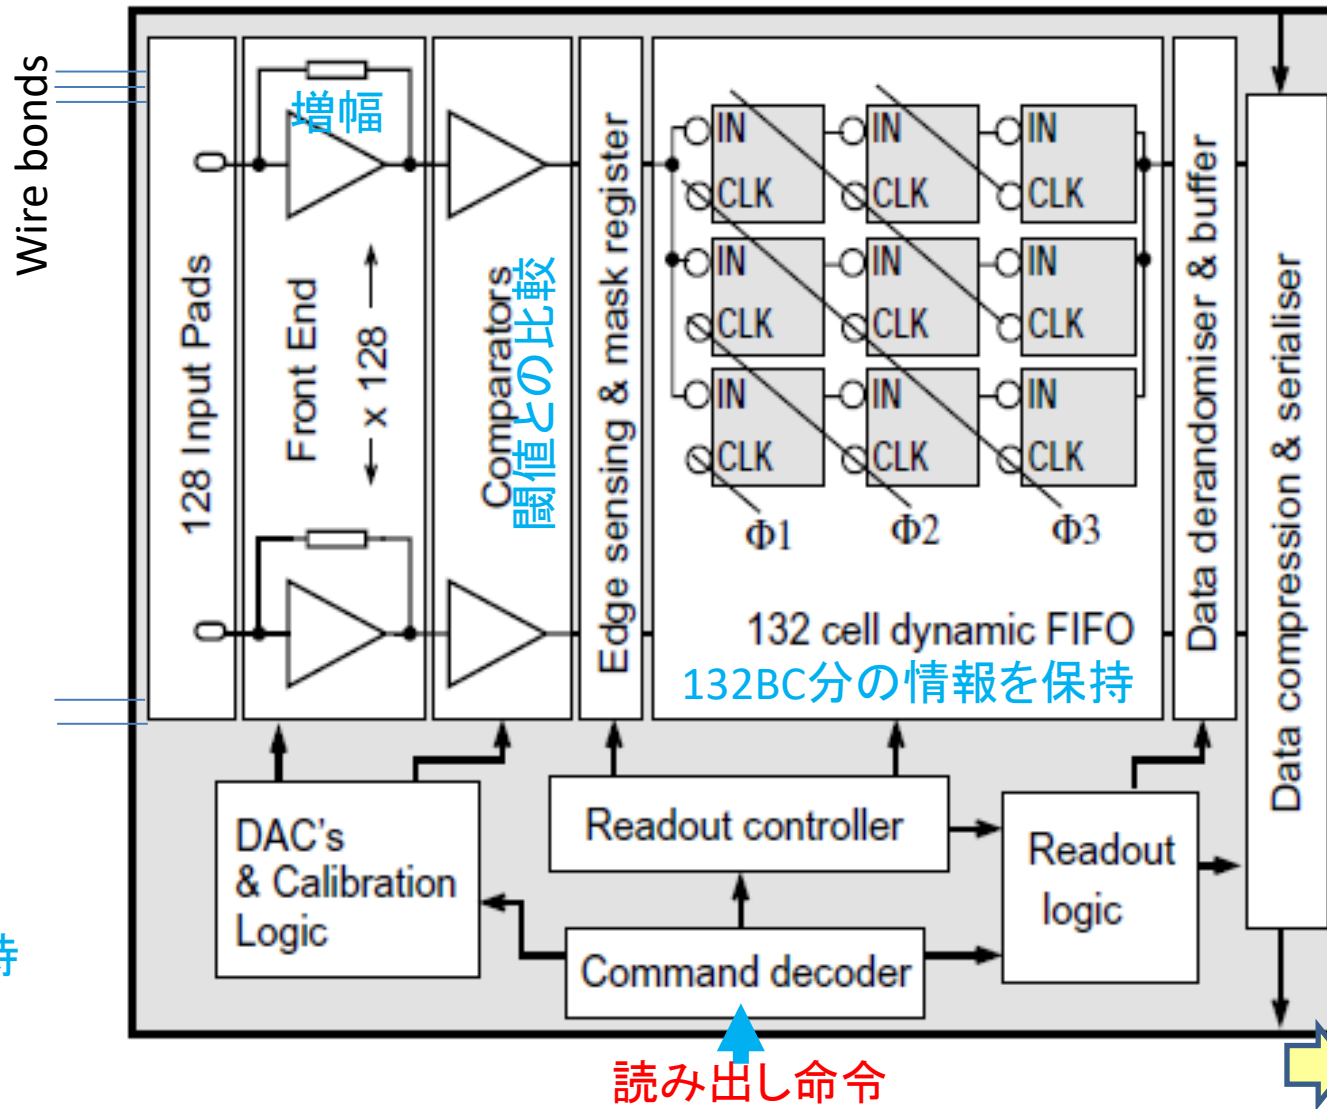 Wire bonds
128 Input Pads
増幅
Front End
x 128
Comparators
閾値との比較
Edge sensing & mask register
IN
CLK
IN
CLK
IN
CLK
IN
CLK
IN
CLK
IN
CLK
IN
CLK
IN
CLK
IN
CLK
Φ1
Φ2
Φ3
132 cell dynamic FIFO
132BC分の情報を保持
Data derandomiser & buffer
Data compression & serialiser
DAC's
& Calibration
Logic
Readout controller
Readout
logic
Command decoder
読み出し命令